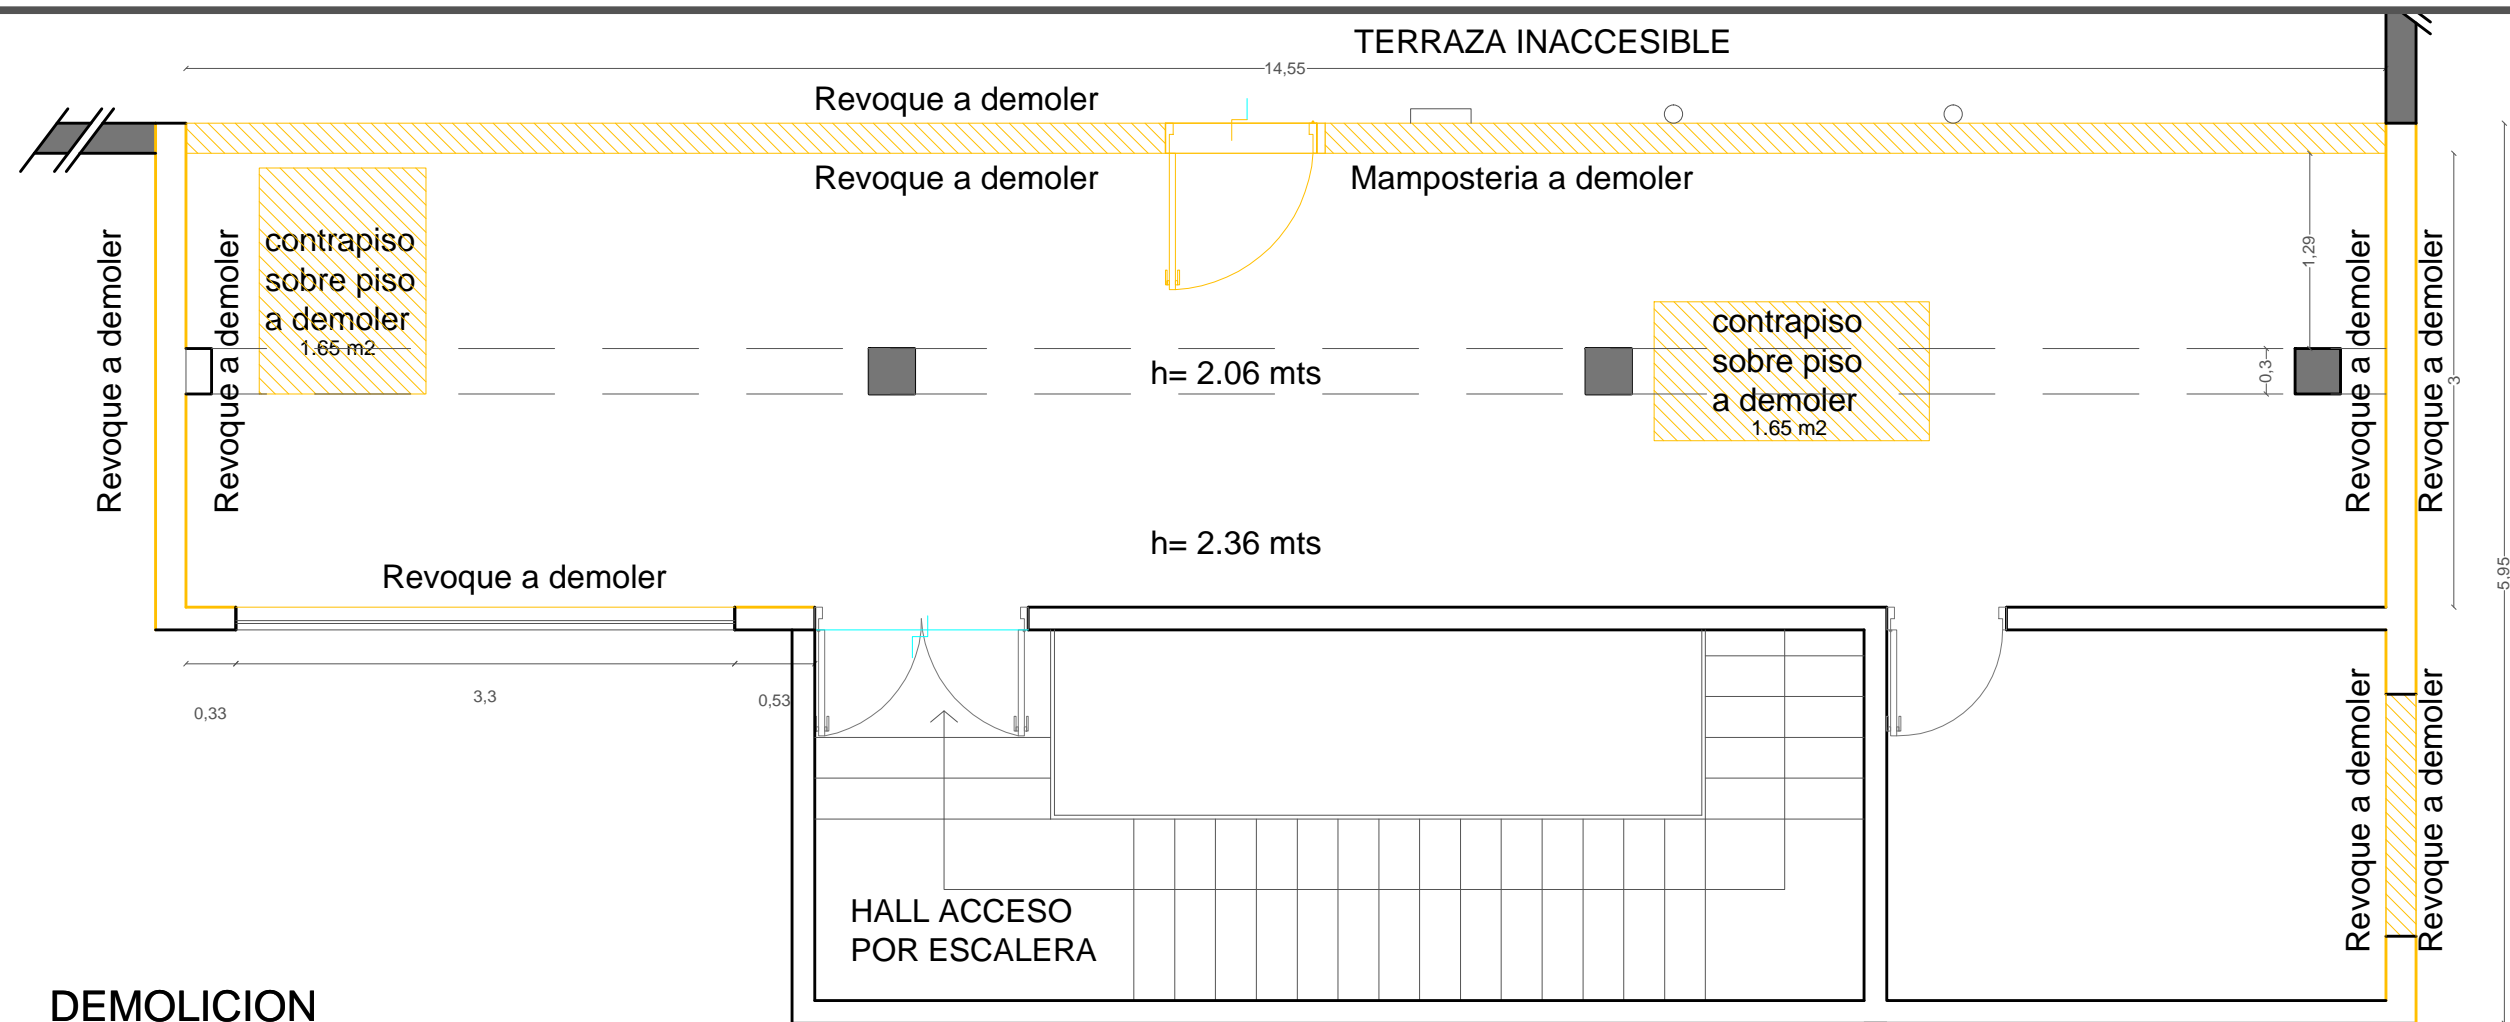 TERRAZA INACCESIBLE
14,55
Revoque a demoler
Revoque a demoler
Mamposteria a demoler
Revoque a demoler
Revoque a demoler
contrapiso
sobre piso
a demoler
1.65 m2
h= 2.06 mts
contrapiso
sobre piso
a demoler
1.65 m2
1,29
0,3
Revoque a demoler
Revoque a demoler
3
5.95
h= 2.36 mts
Revoque a demoler
0,33
3,3
0,53
Revoque a demoler
Revoque a demoler
HALL ACCESO
POR ESCALERA
DEMOLICION